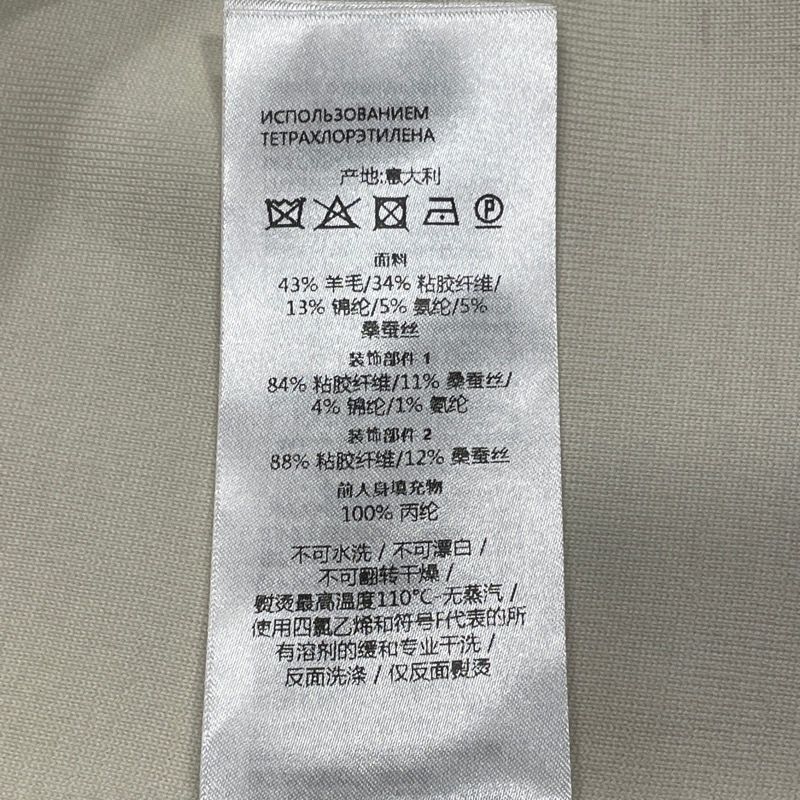 ИСПОЛЬЗОВАНИЕМ
ТЕТРАХЛОРЭТИЛЕНА
产地:意大利
P
面料
43% 羊毛/34% 粘胶纤维/
13% 锦纶/5% 氨纶/5%
桑蚕丝
装饰部件 1
84% 粘胶纤维/11% 桑蚕丝/
4% 锦纶/1% 氨纶
装饰部件 2
88% 粘胶纤维/12% 桑蚕丝
前人身填充物
100% 丙纶
不可水洗 / 不可漂白 /
不可翻转干燥 /
熨烫最高温度110℃-无蒸汽 /
使用四氯乙烯和符号F代表的所
有溶剂的缓和专业干洗 /
反面洗涤 / 仅反面熨烫